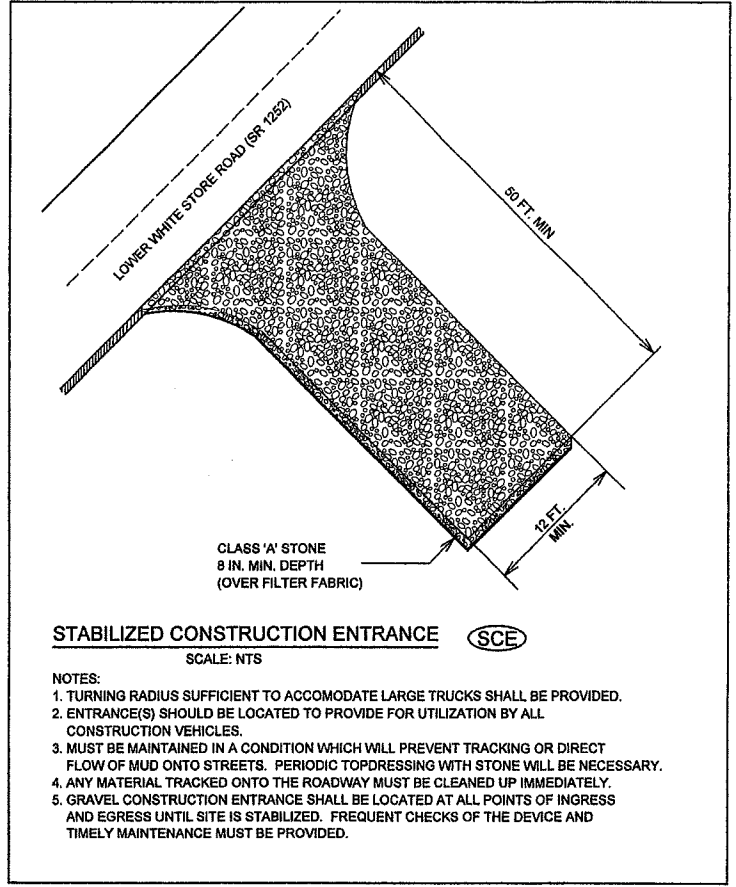 LOWER WHITE STORE ROAD (SR 1252)
50 FT. MIN
12 FT.
MIN.
CLASS 'A' STONE
8 IN. MIN. DEPTH
(OVER FILTER FABRIC)
STABILIZED CONSTRUCTION ENTRANCE SCE
SCALE: NTS
NOTES:
1. TURNING RADIUS SUFFICIENT TO ACCOMODATE LARGE TRUCKS SHALL BE PROVIDED.
2. ENTRANCE(S) SHOULD BE LOCATED TO PROVIDE FOR UTILIZATION BY ALL
CONSTRUCTION VEHICLES.
3. MUST BE MAINTAINED IN A CONDITION WHICH WILL PREVENT TRACKING OR DIRECT
FLOW OF MUD ONTO STREETS. PERIODIC TOPDRESSING WITH STONE WILL BE NECESSARY.
4. ANY MATERIAL TRACKED ONTO THE ROADWAY MUST BE CLEANED UP IMMEDIATELY.
5. GRAVEL CONSTRUCTION ENTRANCE SHALL BE LOCATED AT ALL POINTS OF INGRESS
AND EGRESS UNTIL SITE IS STABILIZED. FREQUENT CHECKS OF THE DEVICE AND
TIMELY MAINTENANCE MUST BE PROVIDED.